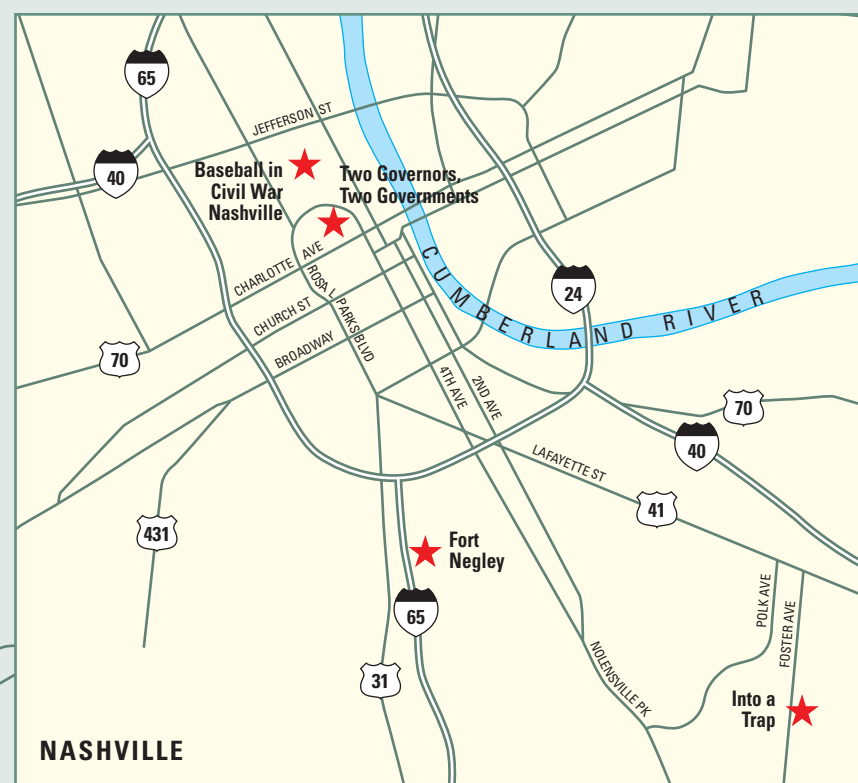 65
JEFFERSON ST
40
Baseball in
Civil War
Nashville
Two Governors,
Two Governments
CHARLOTTE AVE
CUMBERLAND RIVER
24
ROSA L PARKS BLVD
CHURCH ST
BROADWAY
70
4TH AVE
2ND AVE
70
40
LAFAYETTE ST
41
431
Fort
Negley
65
POLK AVE
FOSTER AVE
NOLENSVILLE PK
31
Into a
Trap
NASHVILLE